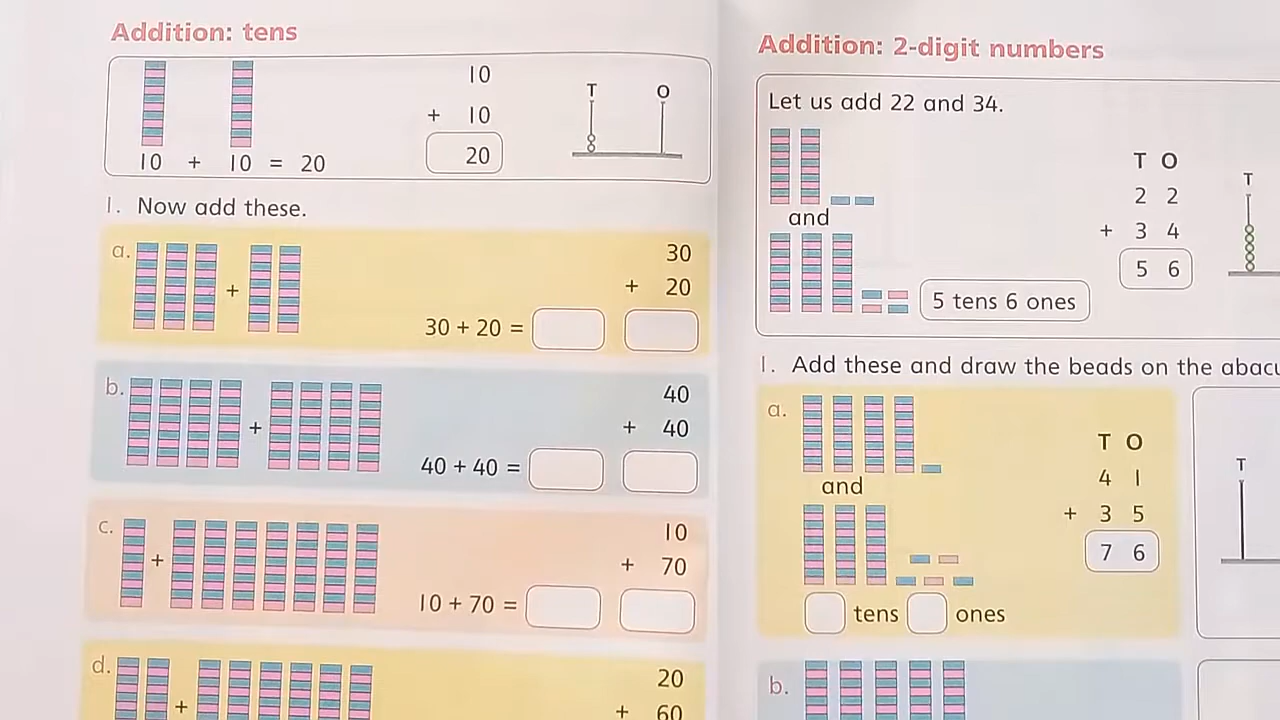 Addition: tens
10 + 10 = 20
10
+ 10
20
T O
1. Now add these.
a.
+
30 + 20 =
30
+ 20
b.
+
40 + 40 =
40
+ 40
c.
+
10 + 70 =
10
+ 70
d.
+
20
+ 60
Addition: 2-digit numbers
Let us add 22 and 34.
and
5 tens 6 ones
T O
2 2
+ 3 4
5 6
T
1. Add these and draw the beads on the abacu
a.
and
tens ones
T O
4 1
+ 3 5
7 6
T
b.